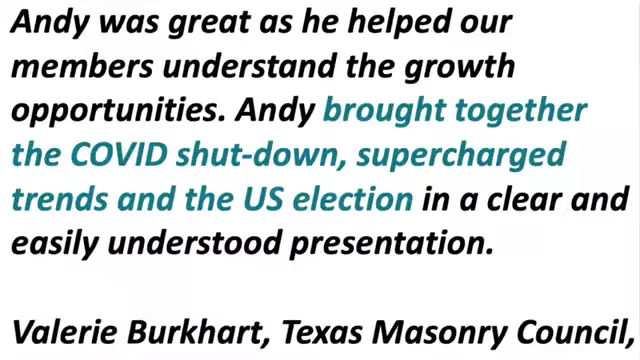 Andy was great as he helped our
members understand the growth
opportunities. Andy brought together
the COVID shut-down, supercharged
trends and the US election in a clear and
easily understood presentation.
Valerie Burkhart, Texas Masonry Council,